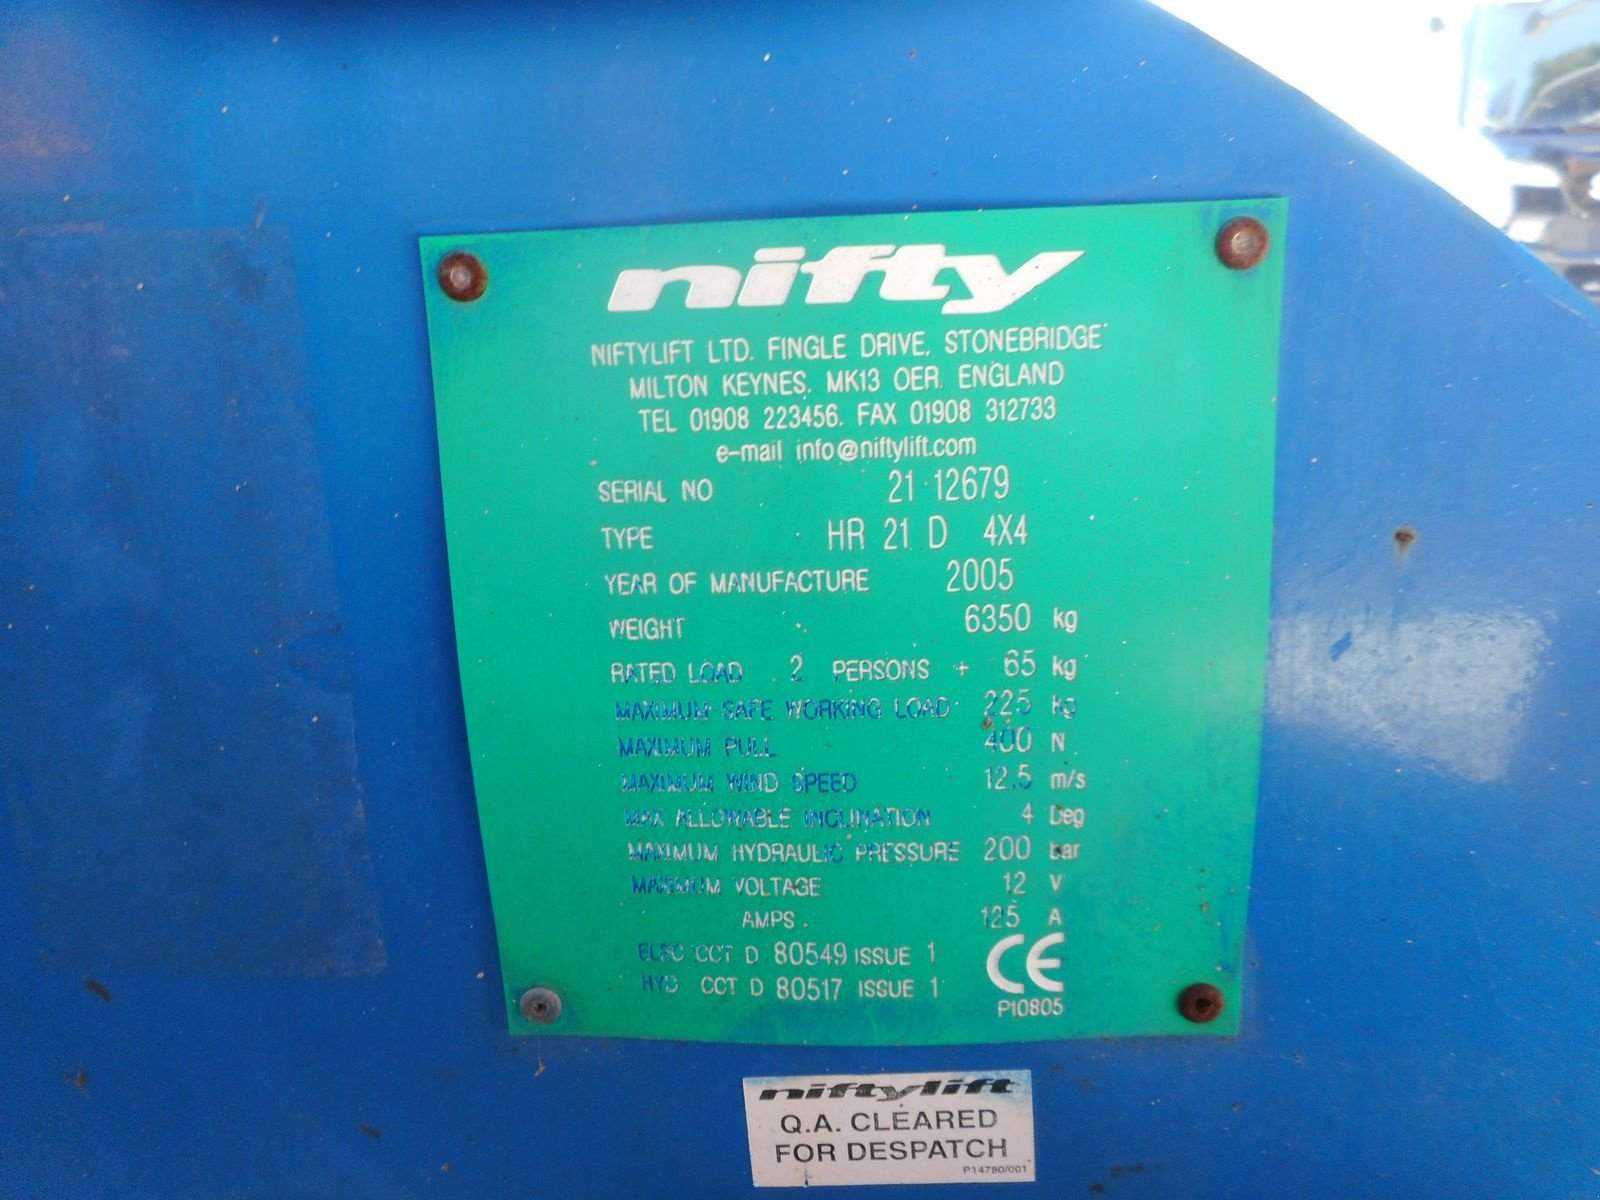 nifty
NIFTYLIFT LTD. FINGLE DRIVE, STONEBRIDGE
MILTON KEYNES, MK13 OER. ENGLAND
TEL 01908 223456. FAX 01908 312733
e-mail info@niftylift.com
SERIAL NO 21 12679
TYPE HR 21 D 4X4
YEAR OF MANUFACTURE 2005
WEIGHT 6350 kg
RATED LOAD 2 PERSONS + 65 kg
MAXIMUM SAFE WORKING LOAD 225 kg
MAXIMUM PULL 400 N
MAXIMUM WIND SPEED 12.5 m/s
MAX ALLOWABLE INCLINATION 4 Deg
MAXIMUM HYDRAULIC PRESSURE 200 bar
MAXIMUM VOLTAGE 12 V
AMPS. 125 A
ELEC CCT D 80549 ISSUE 1
HYD CCT D 80517 ISSUE 1
CE
P10805
niftylift
Q.A. CLEARED
FOR DESPATCH
P14780/001